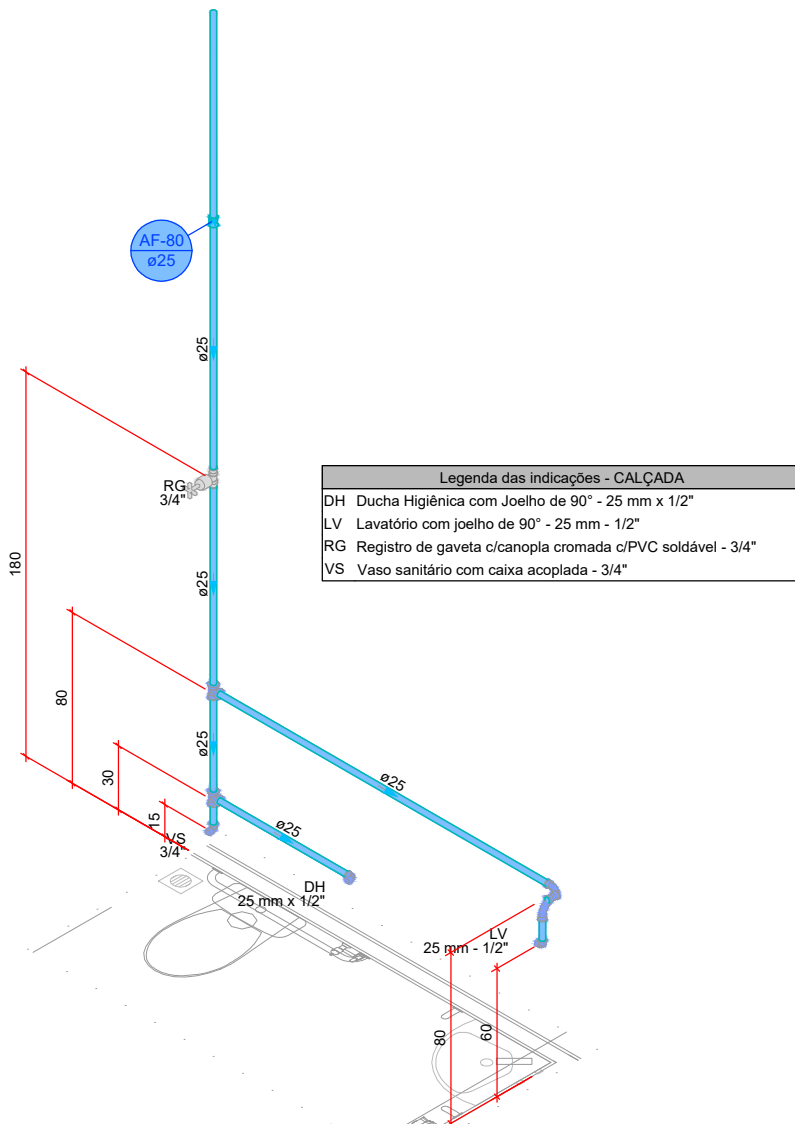 AF-80
ø25
ø25
RG
3/4"
Legenda das indicações - CALÇADA
DH Ducha Higiênica com Joelho de 90° - 25 mm x 1/2"
LV Lavatório com joelho de 90° - 25 mm - 1/2"
RG Registro de gaveta c/canopla cromada c/PVC soldável - 3/4"
VS Vaso sanitário com caixa acoplada - 3/4"
180
ø25
80
ø25
30
ø25
15
ø25
VS
3/4"
DH
25 mm x 1/2"
LV
25 mm - 1/2"
80
60